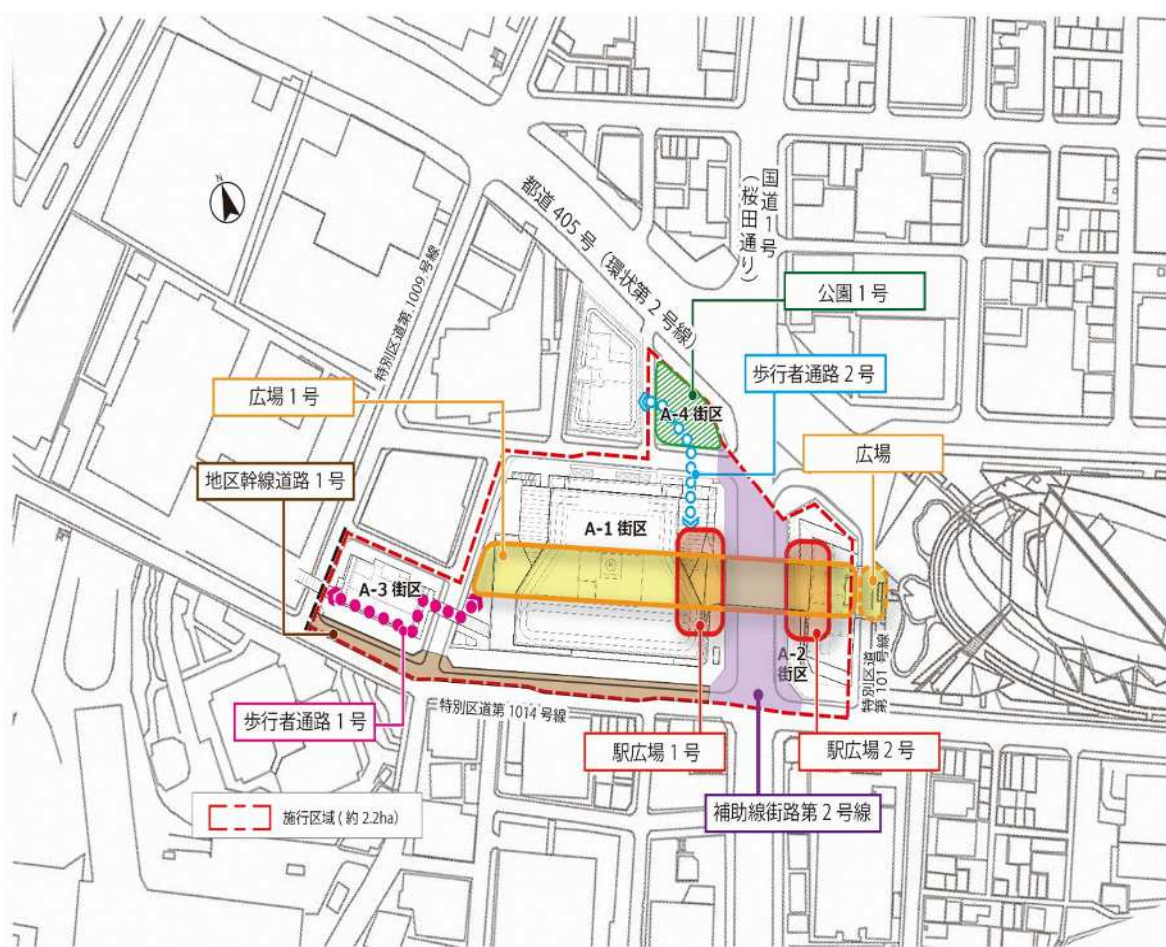 N
国道1号
(桜田通り)
都道405号(環状第2号線)
特別区道第1009号線
公園1号
歩行者通路2号
広場1号
A-4街区
広場
地区幹線道路1号
A-1 街区
A-3 街区
A-2
街区
特別区道
第101号線
歩行者通路1号
特別区道第1014号線
駅広場1号
駅広場2号
補助線街路第2号線
施行区域(約2.2ha)